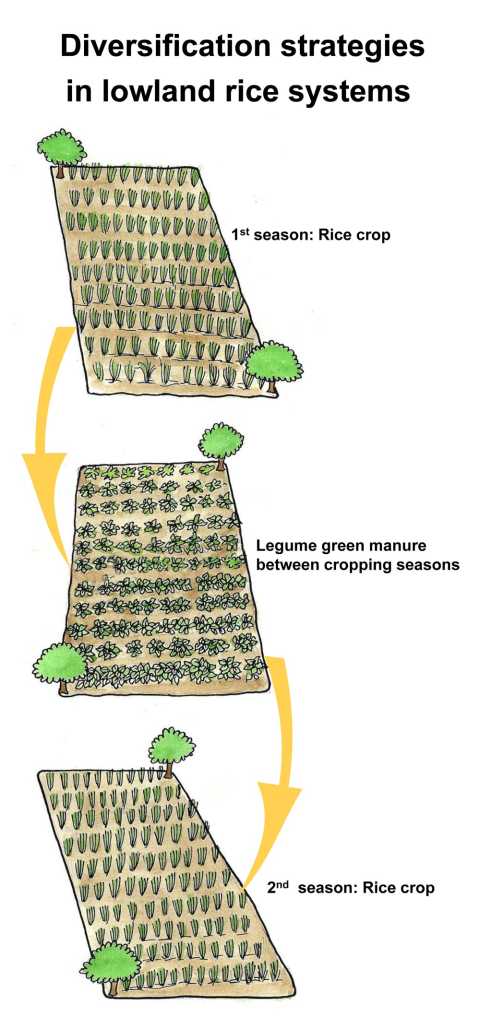 Diversification strategies
in lowland rice systems
1st season: Rice crop
Legume green manure
between cropping seasons
2nd season: Rice crop